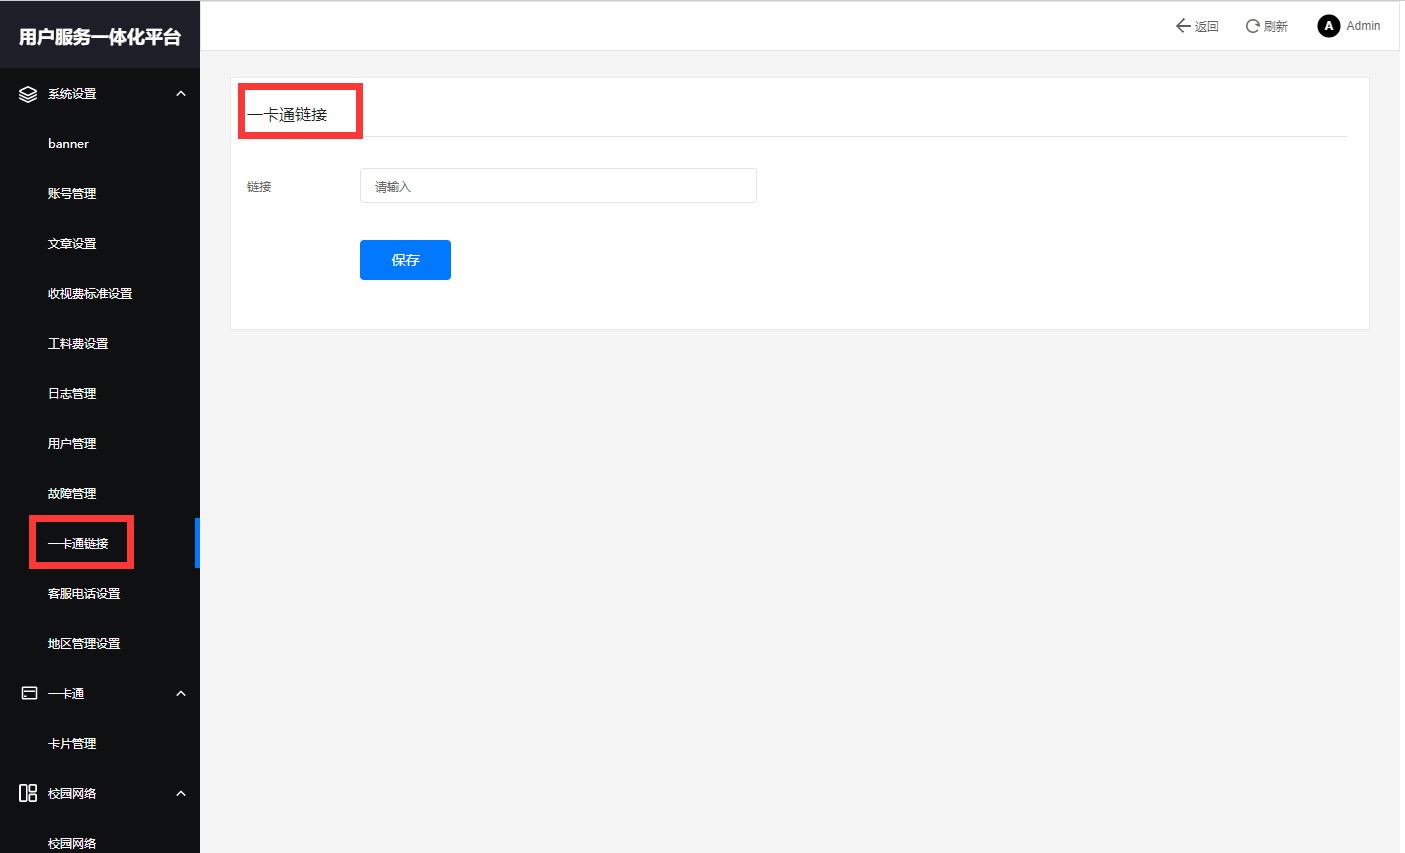 用户服务一体化平台
返回
刷新
A
Admin
系统设置
banner
账号管理
文章设置
收视费标准设置
工料费设置
日志管理
用户管理
故障管理
一卡通链接
客服电话设置
地区管理设置
一卡通
卡片管理
校园网络
校园网络
一卡通链接
链接
请输入
保存